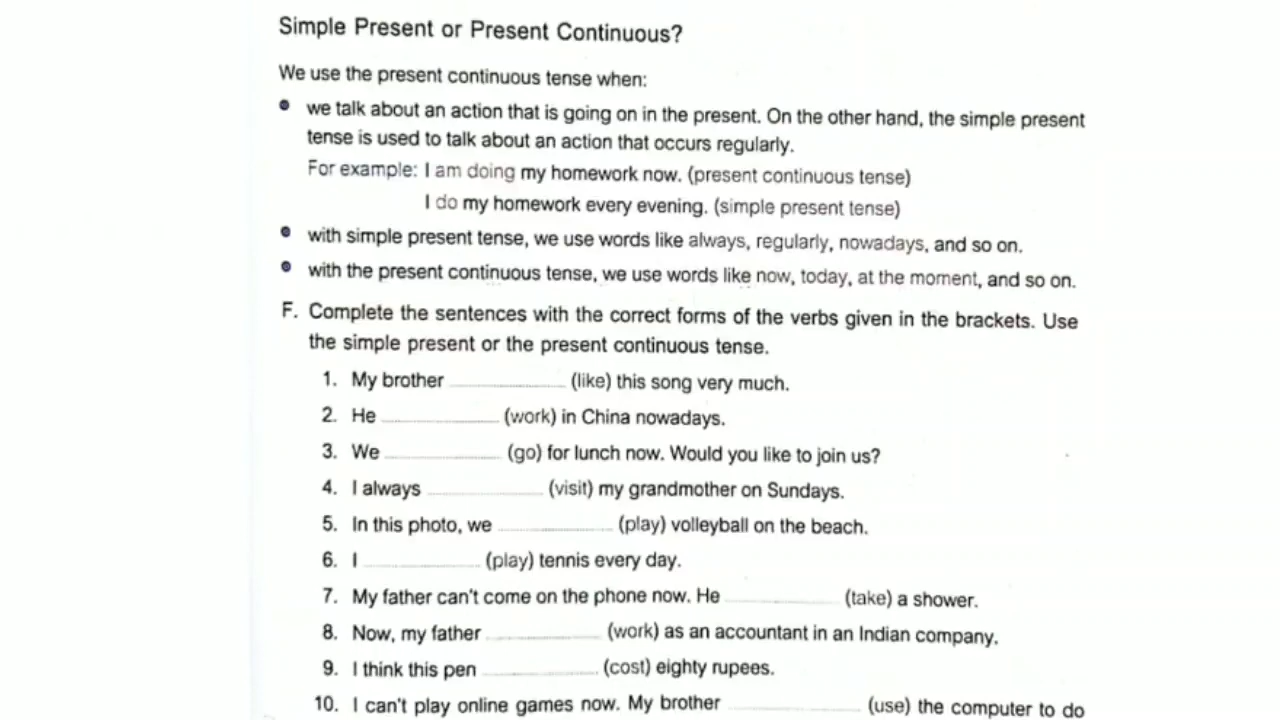 Simple Present or Present Continuous?
We use the present continuous tense when:
• we talk about an action that is going on in the present. On the other hand, the simple present
tense is used to talk about an action that occurs regularly.
For example: I am doing my homework now. (present continuous tense)
I do my homework every evening. (simple present tense)
• with simple present tense, we use words like always, regularly, nowadays, and so on.
• with the present continuous tense, we use words like now, today, at the moment, and so on.
F. Complete the sentences with the correct forms of the verbs given in the brackets. Use
the simple present or the present continuous tense.
1. My brother .............. (like) this song very much.
2. He .............. (work) in China nowadays.
3. We .............. (go) for lunch now. Would you like to join us?
4. I always .............. (visit) my grandmother on Sundays.
5. In this photo, we .............. (play) volleyball on the beach.
6. I .............. (play) tennis every day.
7. My father can't come on the phone now. He .............. (take) a shower.
8. Now, my father .............. (work) as an accountant in an Indian company.
9. I think this pen .............. (cost) eighty rupees.
10. I can't play online games now. My brother .............. (use) the computer to do